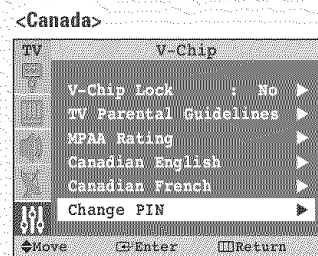 <Canada>
TV V-Chip
V-Chip Lock : No
TV Parental Guidelines
MPAA Rating
Canadian English
Canadian French
Change PIN
Move Enter Return